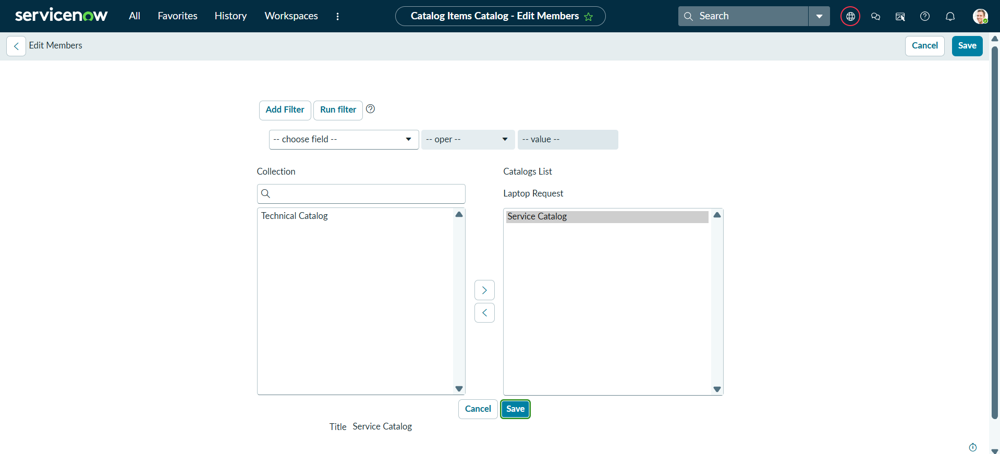 servicenow
All
Favorites
History
Workspaces
Catalog Items Catalog - Edit Members
Search
Edit Members
Cancel
Save
Add Filter
Run filter
-- choose field --
-- oper --
-- value --
Collection
Catalogs List
Laptop Request
Technical Catalog
Service Catalog
Cancel
Save
Title Service Catalog